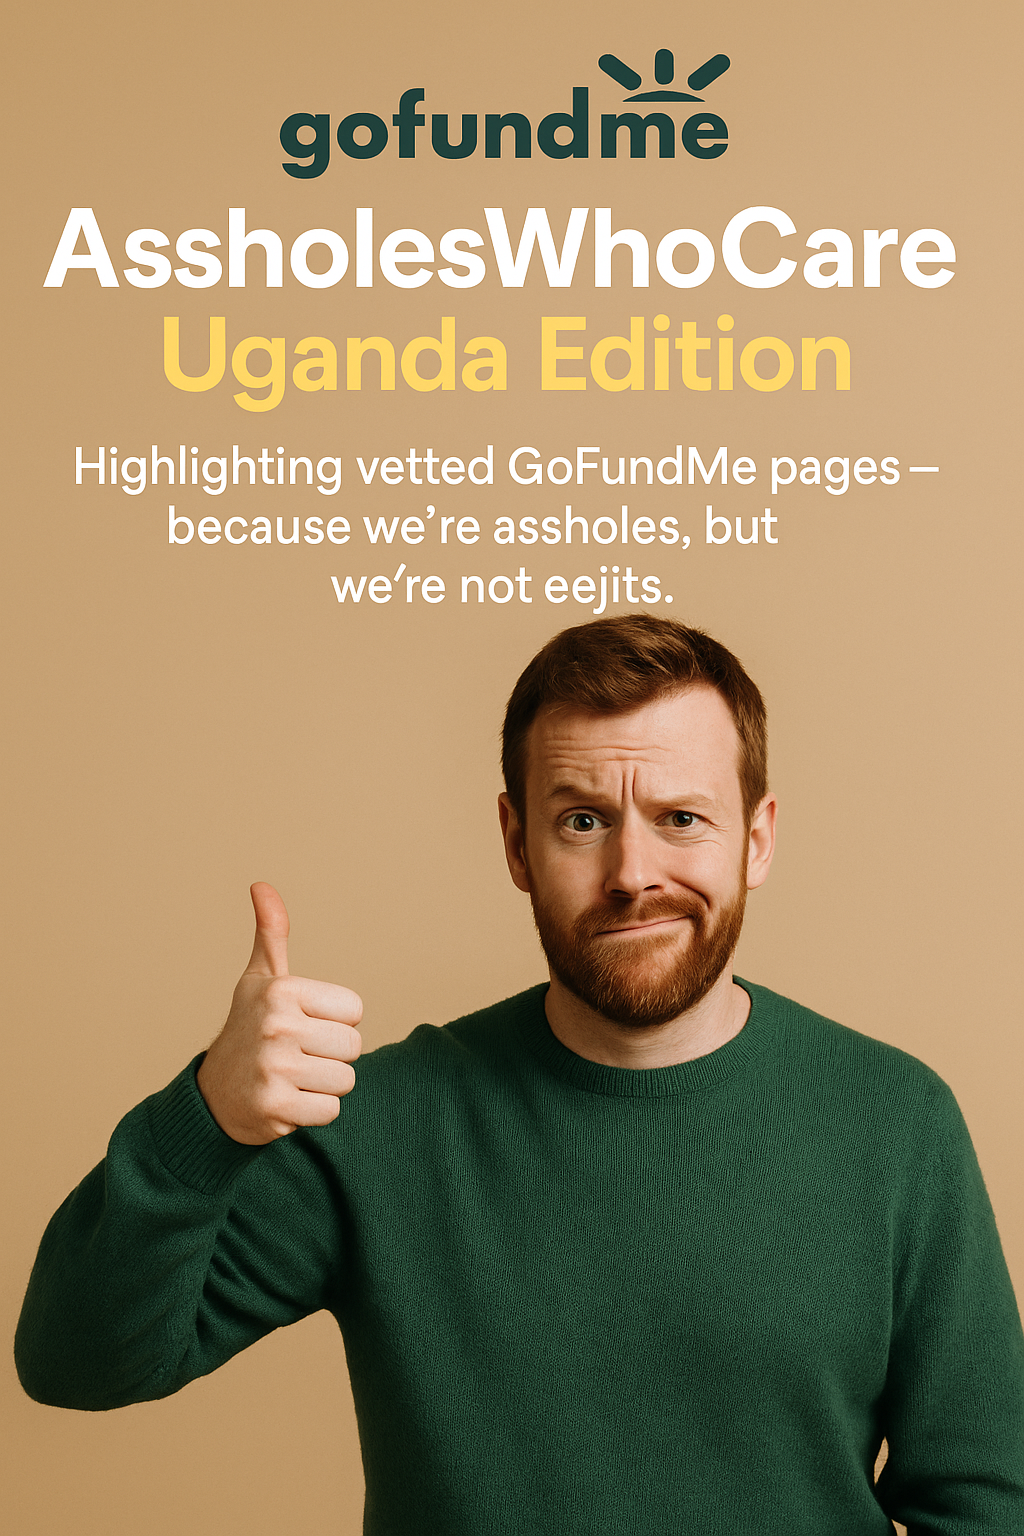 gofundme
AssholesWhoCare
Uganda Edition
Highlighting vetted GoFundMe pages –
because we’re assholes, but
we’re not eejits.